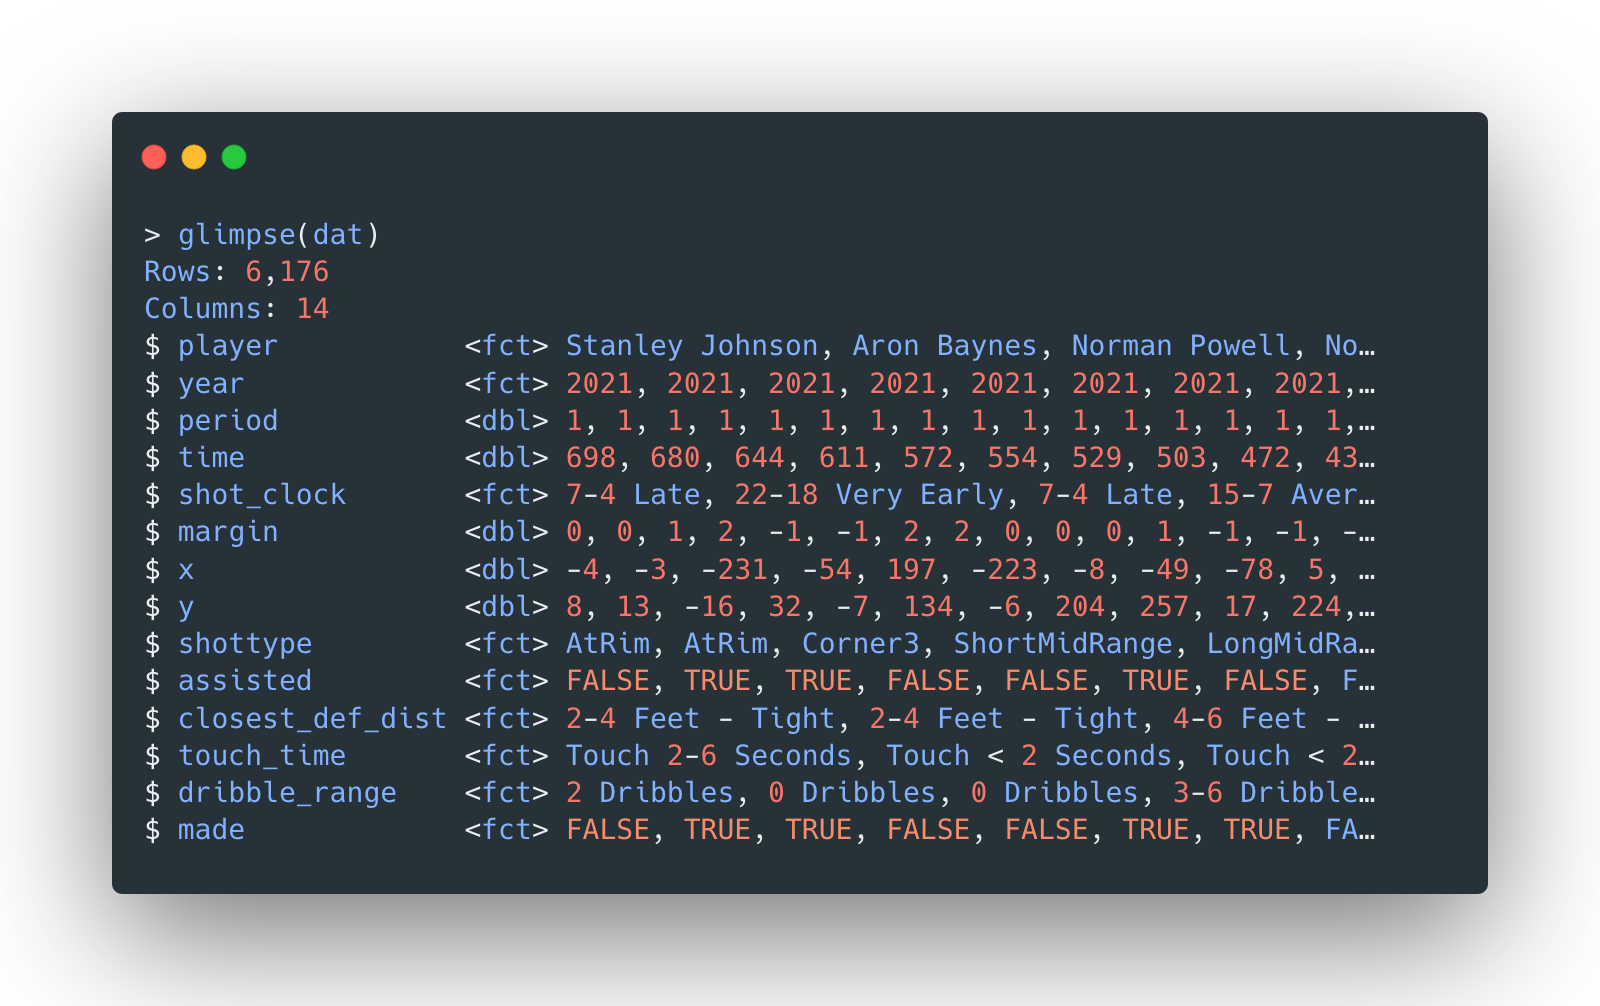 > glimpse(dat)
Rows: 6,176
Columns: 14
$ player <fct> Stanley Johnson, Aron Baynes, Norman Powell, No…
$ year <fct> 2021, 2021, 2021, 2021, 2021, 2021, 2021, 2021,…
$ period <dbl> 1, 1, 1, 1, 1, 1, 1, 1, 1, 1, 1, 1, 1, 1, 1, 1,…
$ time <dbl> 698, 680, 644, 611, 572, 554, 529, 503, 472, 43…
$ shot_clock <fct> 7-4 Late, 22-18 Very Early, 7-4 Late, 15-7 Aver…
$ margin <dbl> 0, 0, 1, 2, -1, -1, 2, 2, 0, 0, 0, 1, -1, -1, -…
$ x <dbl> -4, -3, -231, -54, 197, -223, -8, -49, -78, 5, …
$ y <dbl> 8, 13, -16, 32, -7, 134, -6, 204, 257, 17, 224,…
$ shottype <fct> AtRim, AtRim, Corner3, ShortMidRange, LongMidRa…
$ assisted <fct> FALSE, TRUE, TRUE, FALSE, FALSE, TRUE, FALSE, F…
$ closest_def_dist <fct> 2-4 Feet - Tight, 2-4 Feet - Tight, 4-6 Feet - …
$ touch_time <fct> Touch 2-6 Seconds, Touch < 2 Seconds, Touch < 2…
$ dribble_range <fct> 2 Dribbles, 0 Dribbles, 0 Dribbles, 3-6 Dribble…
$ made <fct> FALSE, TRUE, TRUE, FALSE, FALSE, TRUE, TRUE, FA…